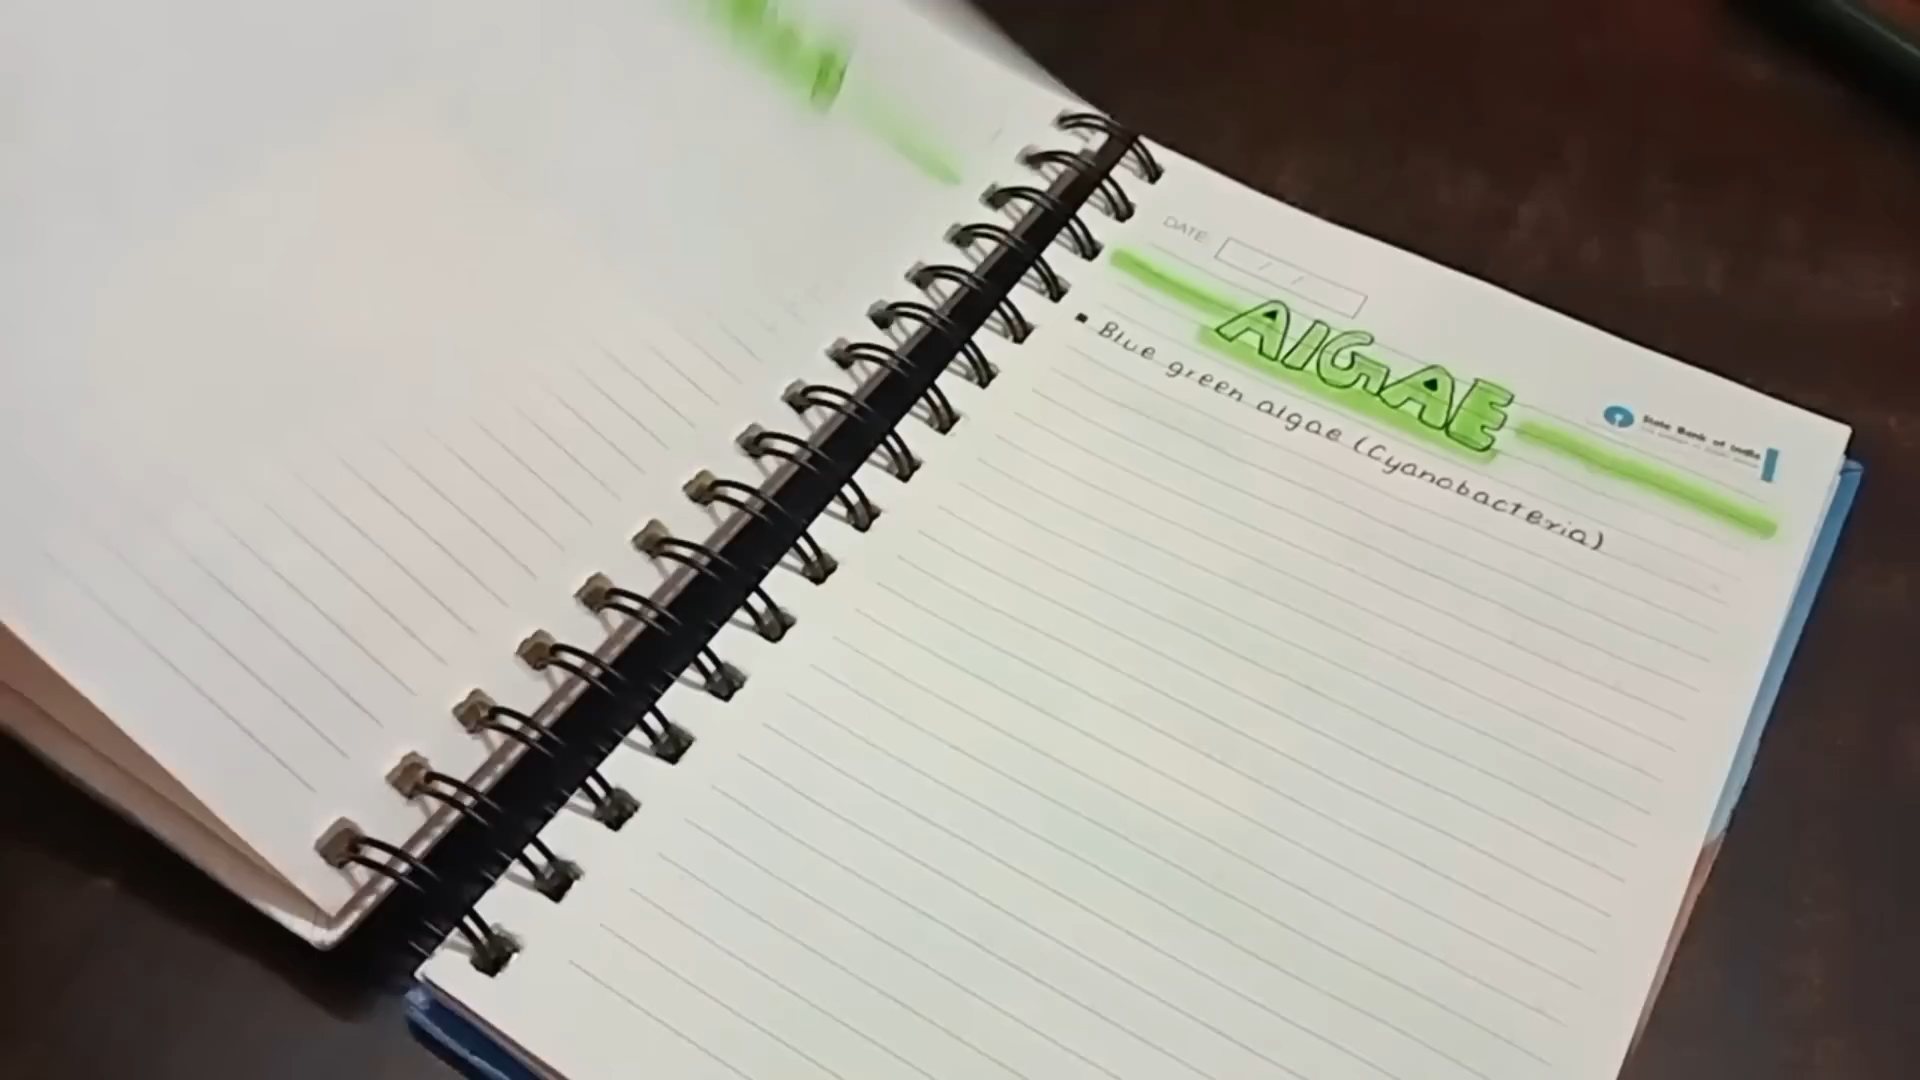 DATE: / /
AlGAE
State Bank of India
▪ Blue green algae (Cyanobacteria)